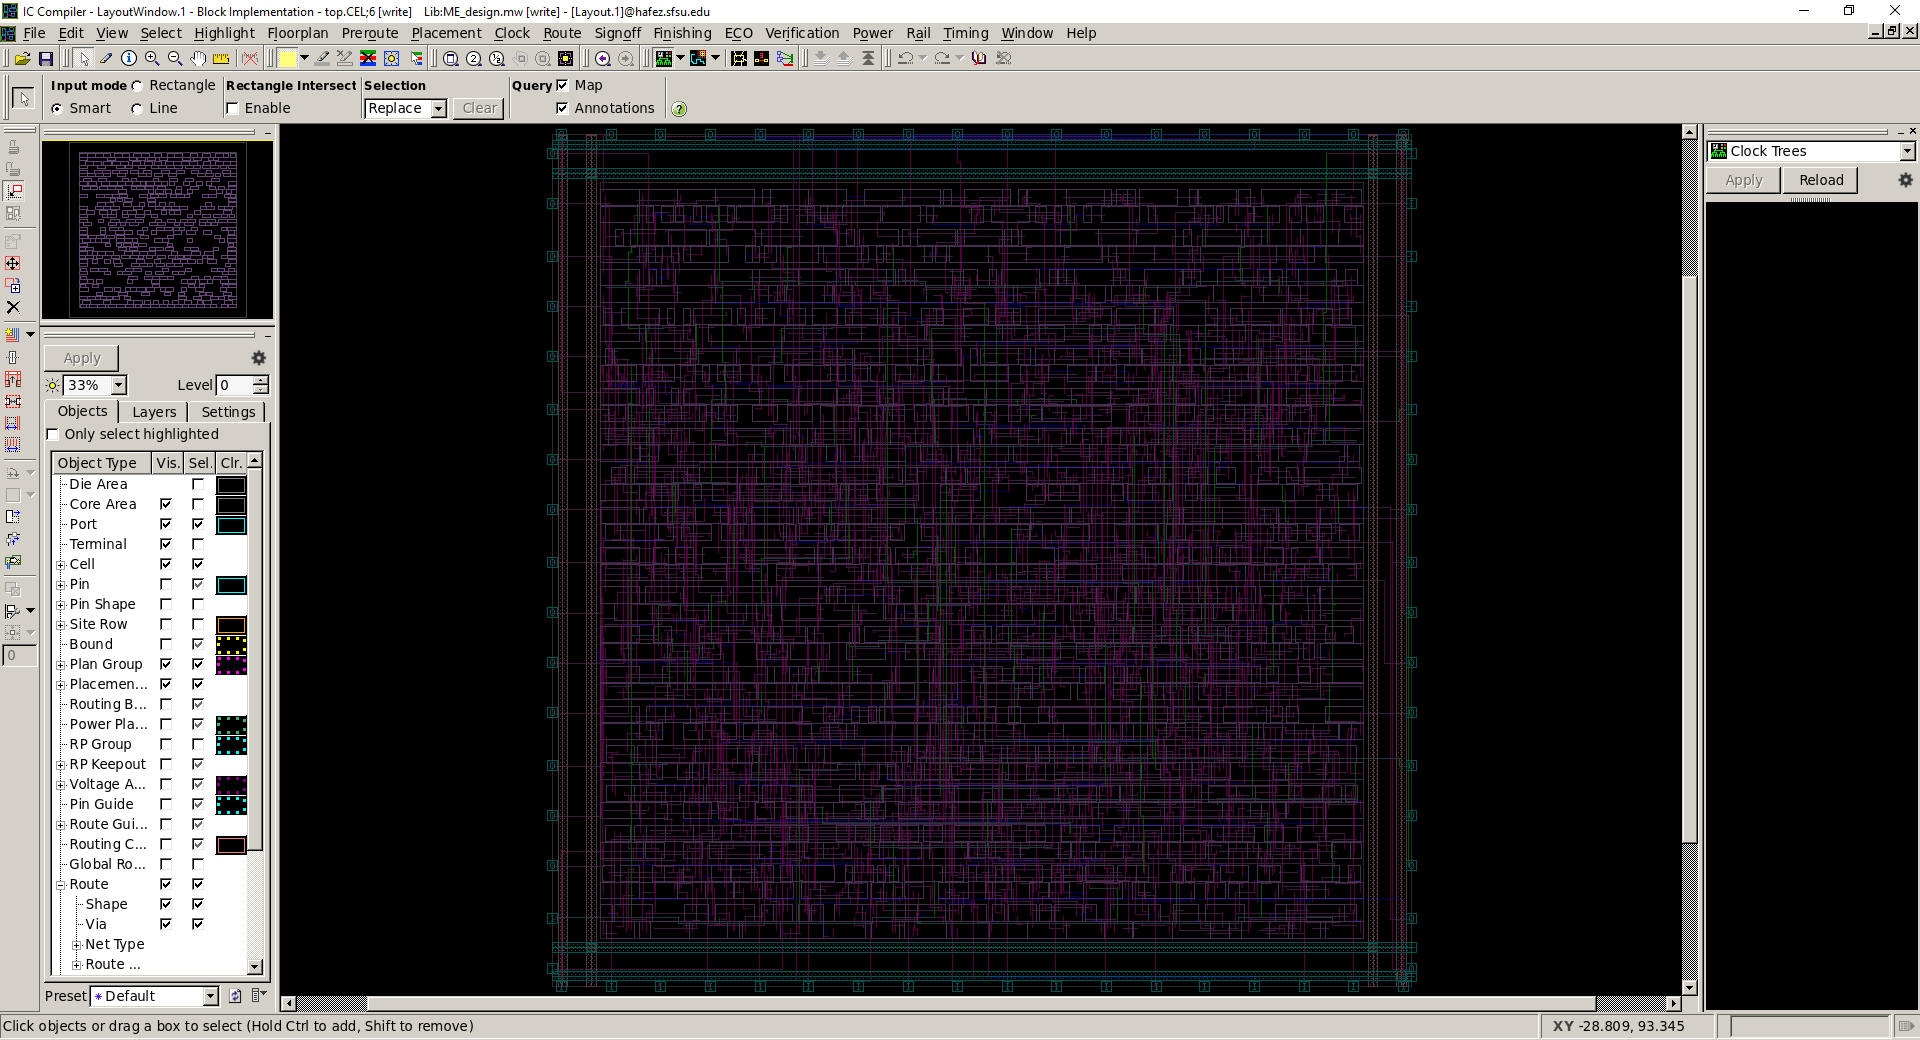 IC Compiler - LayoutWindow.1 - Block Implementation - top.CEL;6 [write]    Lib:ME_design.mw [write] - [Layout.1]@hafez.sfsu.edu
File Edit View Select Highlight Floorplan Preroute Placement Clock Route Signoff Finishing ECO Verification Power Rail Timing Window Help
Input mode Rectangle Rectangle Intersect Selection Query Map
Smart Line Enable Replace Clear Annotations
Clock Trees
Apply Reload
Apply
33% Level 0
Objects Layers Settings
Only select highlighted
Object Type Vis. Sel. Clr.
Die Area
Core Area
Port
Terminal
Cell
Pin
Pin Shape
Site Row
Bound
Plan Group
Placemen...
Routing B...
Power Pla...
RP Group
RP Keepout
Voltage A...
Pin Guide
Route Gui...
Routing C...
Global Ro...
Route
Shape
Via
Net Type
Route ...
0
Preset * Default
Click objects or drag a box to select (Hold Ctrl to add, Shift to remove)
XY -28.809, 93.345